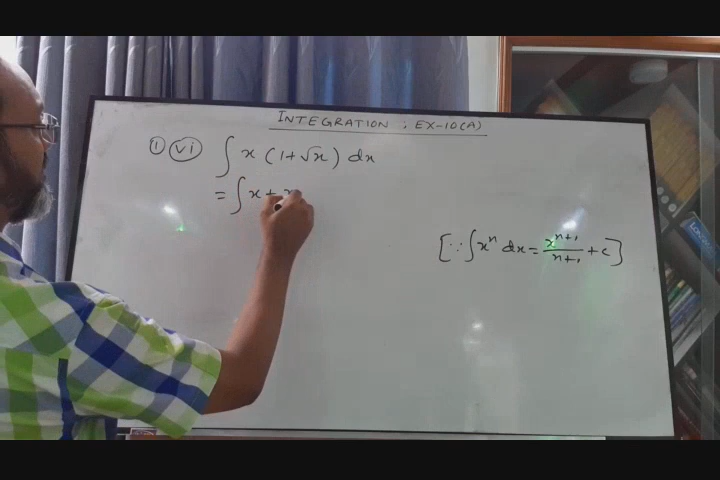 INTEGRATION : EX-10(A)
① ⓥⓘ ∫ x (1+√x) dx
= ∫ x + x
[∵ ∫ xⁿ dx = xⁿ⁺¹/n+1 + c]